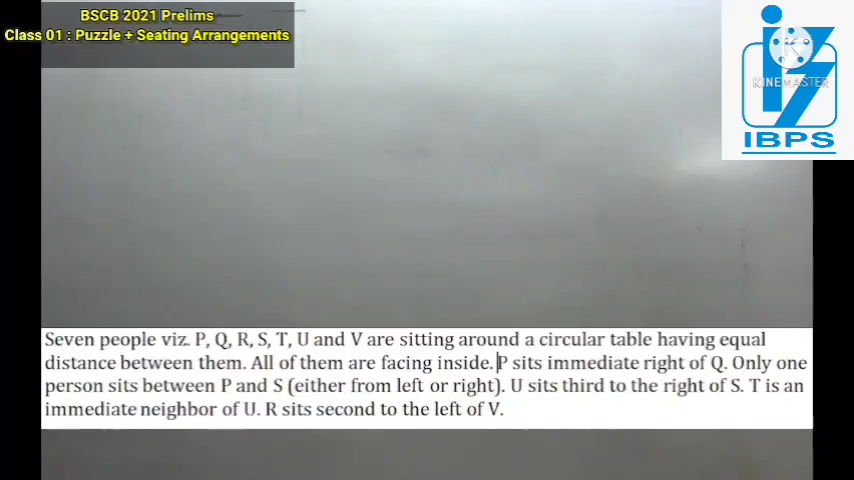 BSCB 2021 Prelims
Class 01 : Puzzle + Seating Arrangements
KINEMASTER
IBPS
Seven people viz. P, Q, R, S, T, U and V are sitting around a circular table having equal
distance between them. All of them are facing inside. P sits immediate right of Q. Only one
person sits between P and S (either from left or right). U sits third to the right of S. T is an
immediate neighbor of U. R sits second to the left of V.